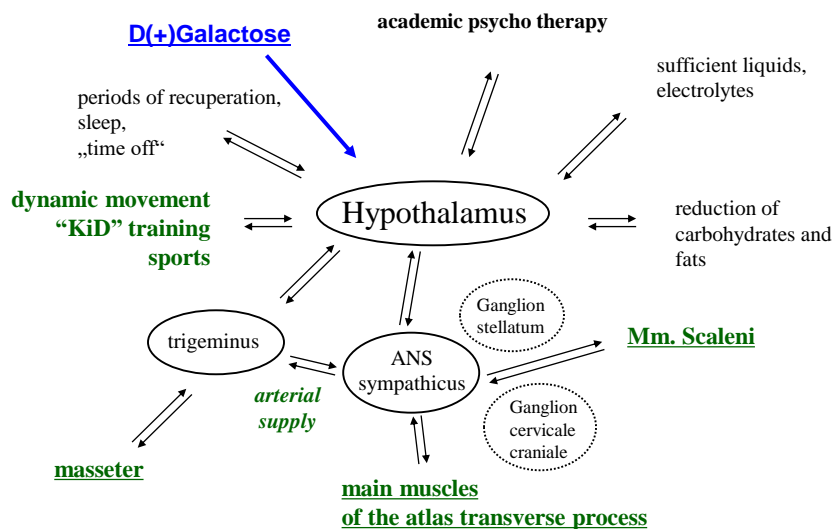 D(+)Galactose
academic psycho therapy
sufficient liquids,
electrolytes
periods of recuperation,
sleep,
„time off“
dynamic movement
“KiD” training
sports
Hypothalamus
reduction of
carbohydrates and
fats
Ganglion
stellatum
trigeminus
ANS
sympathicus
Mm. Scaleni
arterial
supply
Ganglion
cervicale
craniale
masseter
main muscles
of the atlas transverse process